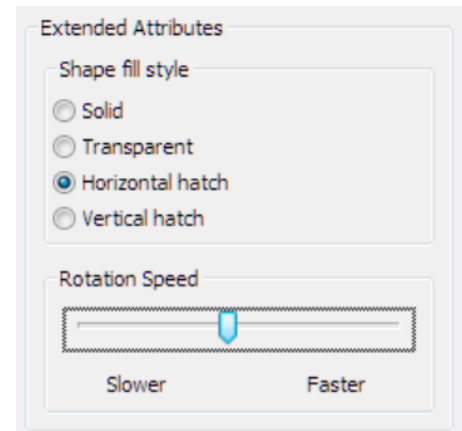 Extended Attributes
Shape fill style
Solid
Transparent
Horizontal hatch
Vertical hatch
Rotation Speed
Slower Faster